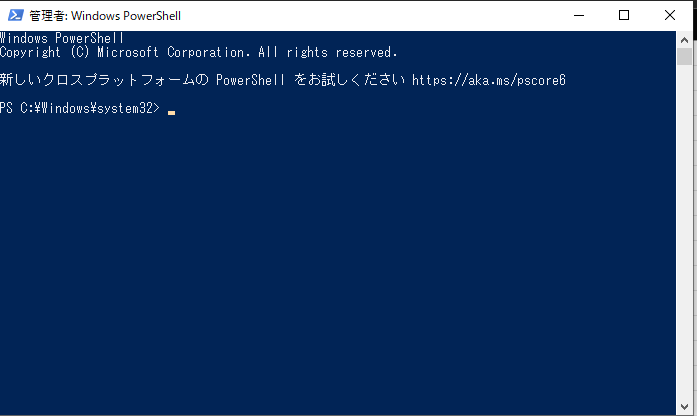 管理者: Windows PowerShell
Windows PowerShell
Copyright (C) Microsoft Corporation. All rights reserved.
新しいクロスプラットフォームの PowerShell をお試しください https://aka.ms/pscore6
PS C:¥Windows¥system32>